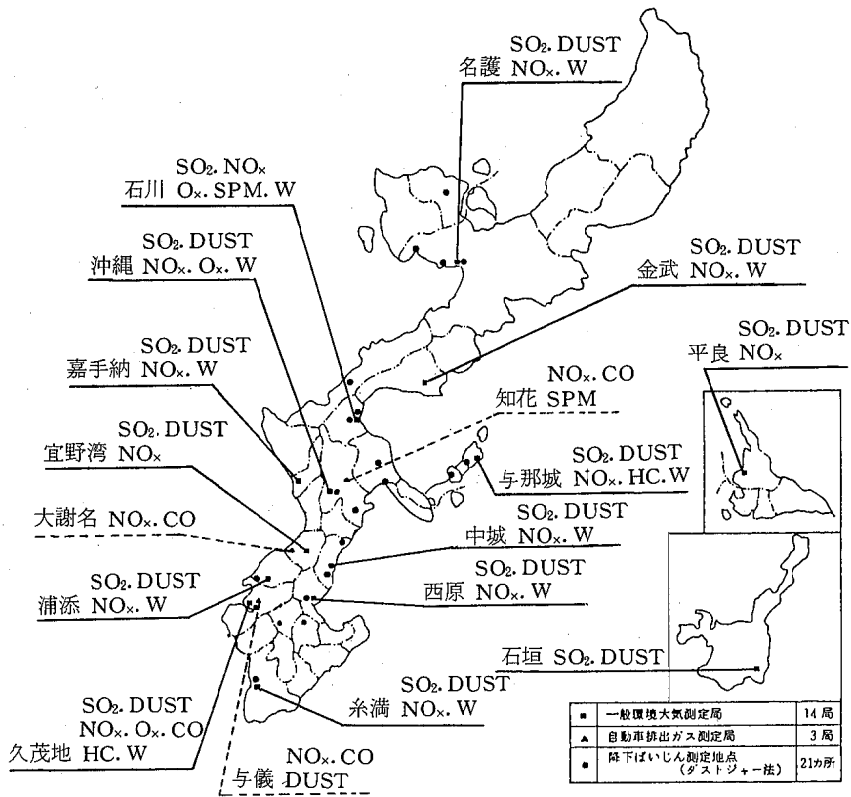 SO₂. DUST
名護 NOₓ. W
SO₂. NOₓ
石川 Oₓ. SPM. W
SO₂. DUST
沖縄 NOₓ. Oₓ. W
SO₂. DUST
金武 NOₓ. W
SO₂. DUST
平良 NOₓ
SO₂. DUST
嘉手納 NOₓ. W
NOₓ. CO
知花 SPM
SO₂. DUST
宜野湾 NOₓ
SO₂. DUST
与那城 NOₓ. HC. W
大謝名 NOₓ. CO
SO₂. DUST
中城 NOₓ. W
SO₂. DUST
浦添 NOₓ. W
SO₂. DUST
西原 NOₓ. W
石垣 SO₂. DUST
SO₂. DUST
糸満 NOₓ. W
SO₂. DUST
NOₓ. Oₓ. CO
久茂地 HC. W
NOₓ. CO
与儀 DUST
■ 一般環境大気測定局 14局
▲ 自動車排出ガス測定局 3局
● 降下ばいじん測定地点 21カ所
(ダストジャー法)